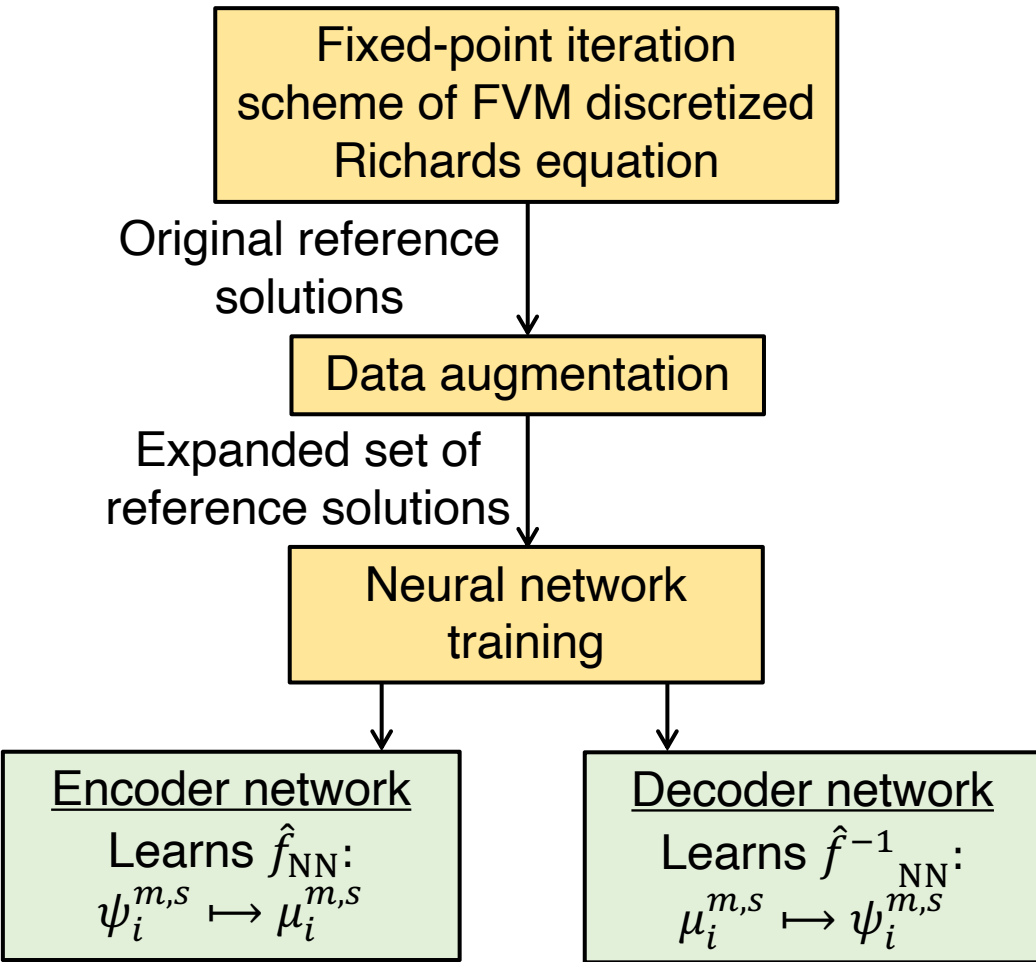 Fixed-point iteration
scheme of FVM discretized
Richards equation
Original reference
solutions
Data augmentation
Expanded set of
reference solutions
Neural network
training
Encoder network
Learns f̂_NN:
ψ_i^{m,s} ↦ μ_i^{m,s}
Decoder network
Learns f̂^{-1}_NN:
μ_i^{m,s} ↦ ψ_i^{m,s}